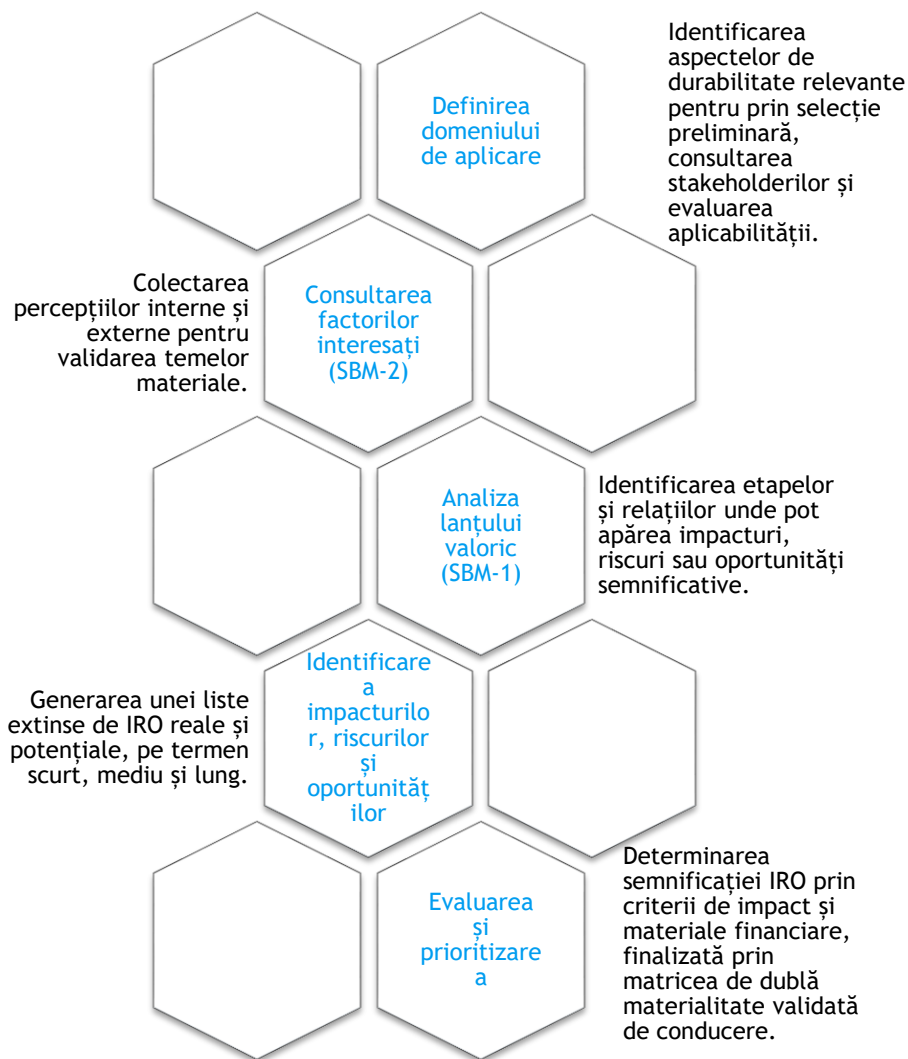 Definirea
domeniului
de aplicare
Identificarea
aspectelor de
durabilitate relevante
pentru prin selecție
preliminară,
consultarea
stakeholderilor și
evaluarea
aplicabilității.
Colectarea
percepțiilor interne și
externe pentru
validarea temelor
materiale.
Consultarea
factorilor
interesați
(SBM-2)
Analiza
lanțului
valoric
(SBM-1)
Identificarea etapelor
și relațiilor unde pot
apărea impacturi,
riscuri sau oportunități
semnificative.
Generarea unei liste
extinse de IRO reale și
potențiale, pe termen
scurt, mediu și lung.
Identificare
a
impacturilo
r, riscurilor
și
oportunităț
ilor
Evaluarea
și
prioritizare
a
Determinarea
semnificației IRO prin
criterii de impact și
materiale financiare,
finalizată prin
matricea de dublă
materialitate validată
de conducere.